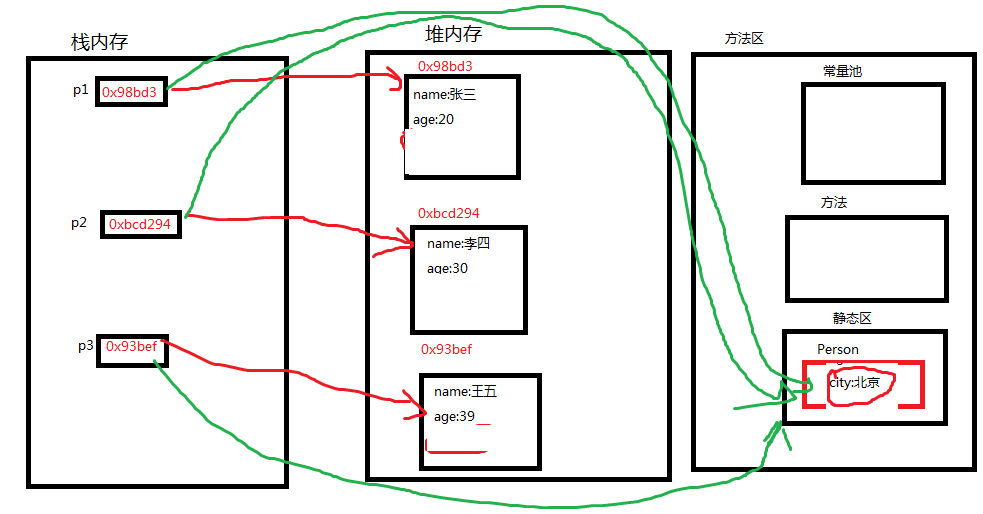 栈内存
p1
0x98bd3
p2
0xbcd294
p3
0x93bef
堆内存
0x98bd3
name:张三
age:20
0xbcd294
name:李四
age:30
0x93bef
name:王五
age:39
方法区
常量池
方法
静态区
Person
city:北京